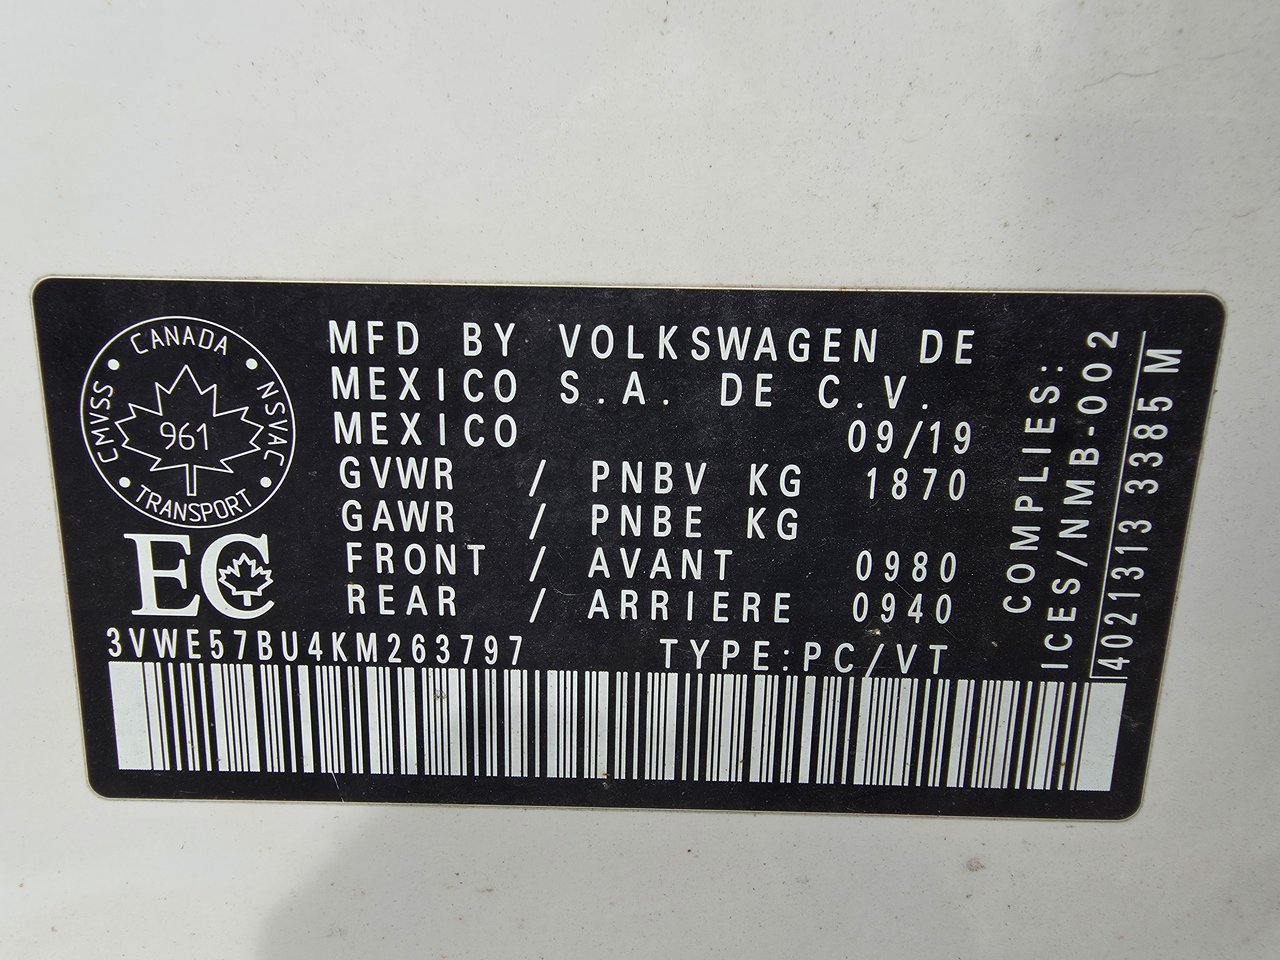 CANADA
CMVSS
NSVAC
961
TRANSPORT
EC
MFD BY VOLKSWAGEN DE
MEXICO S.A. DE C.V.
MEXICO 09/19
GVWR / PNBV KG 1870
GAWR / PNBE KG
FRONT / AVANT 0980
REAR / ARRIERE 0940
3VWE57BU4KM263797 TYPE:PC/VT
COMPLIES:
ICES/NMB-002
40213113 3385 M